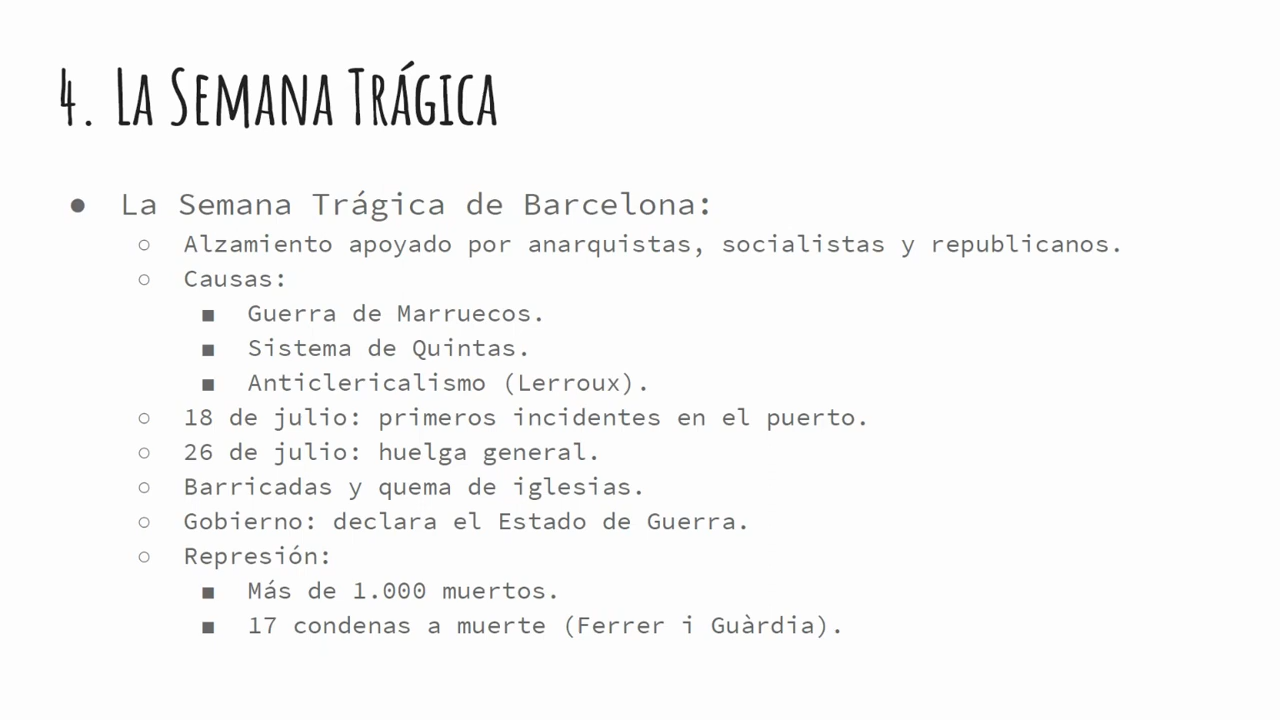 4. La Semana Trágica
● La Semana Trágica de Barcelona:
○ Alzamiento apoyado por anarquistas, socialistas y republicanos.
○ Causas:
■ Guerra de Marruecos.
■ Sistema de Quintas.
■ Anticlericalismo (Lerroux).
○ 18 de julio: primeros incidentes en el puerto.
○ 26 de julio: huelga general.
○ Barricadas y quema de iglesias.
○ Gobierno: declara el Estado de Guerra.
○ Represión:
■ Más de 1.000 muertos.
■ 17 condenas a muerte (Ferrer i Guàrdia).